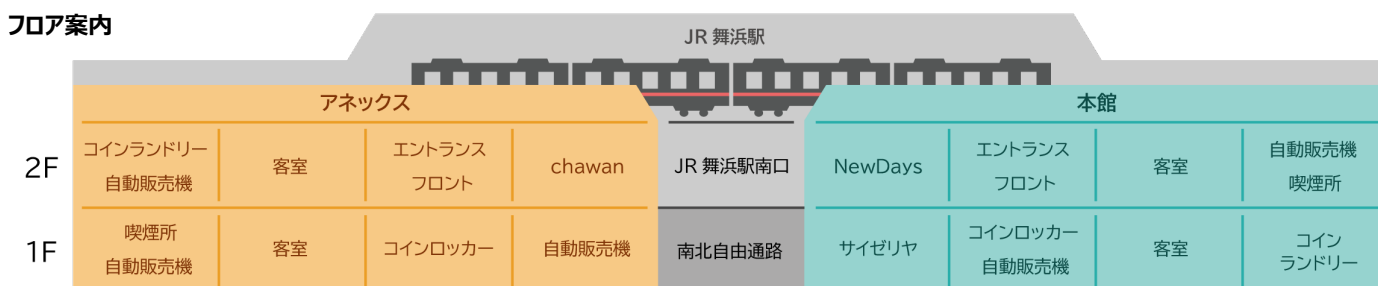 フロア案内
JR 舞浜駅
アネックス
本館
2F
コインランドリー
自動販売機
客室
エントランス
フロント
chawan
JR 舞浜駅南口
NewDays
エントランス
フロント
客室
自動販売機
喫煙所
1F
喫煙所
自動販売機
客室
コインロッカー
自動販売機
南北自由通路
サイゼリヤ
コインロッカー
自動販売機
客室
コイン
ランドリー